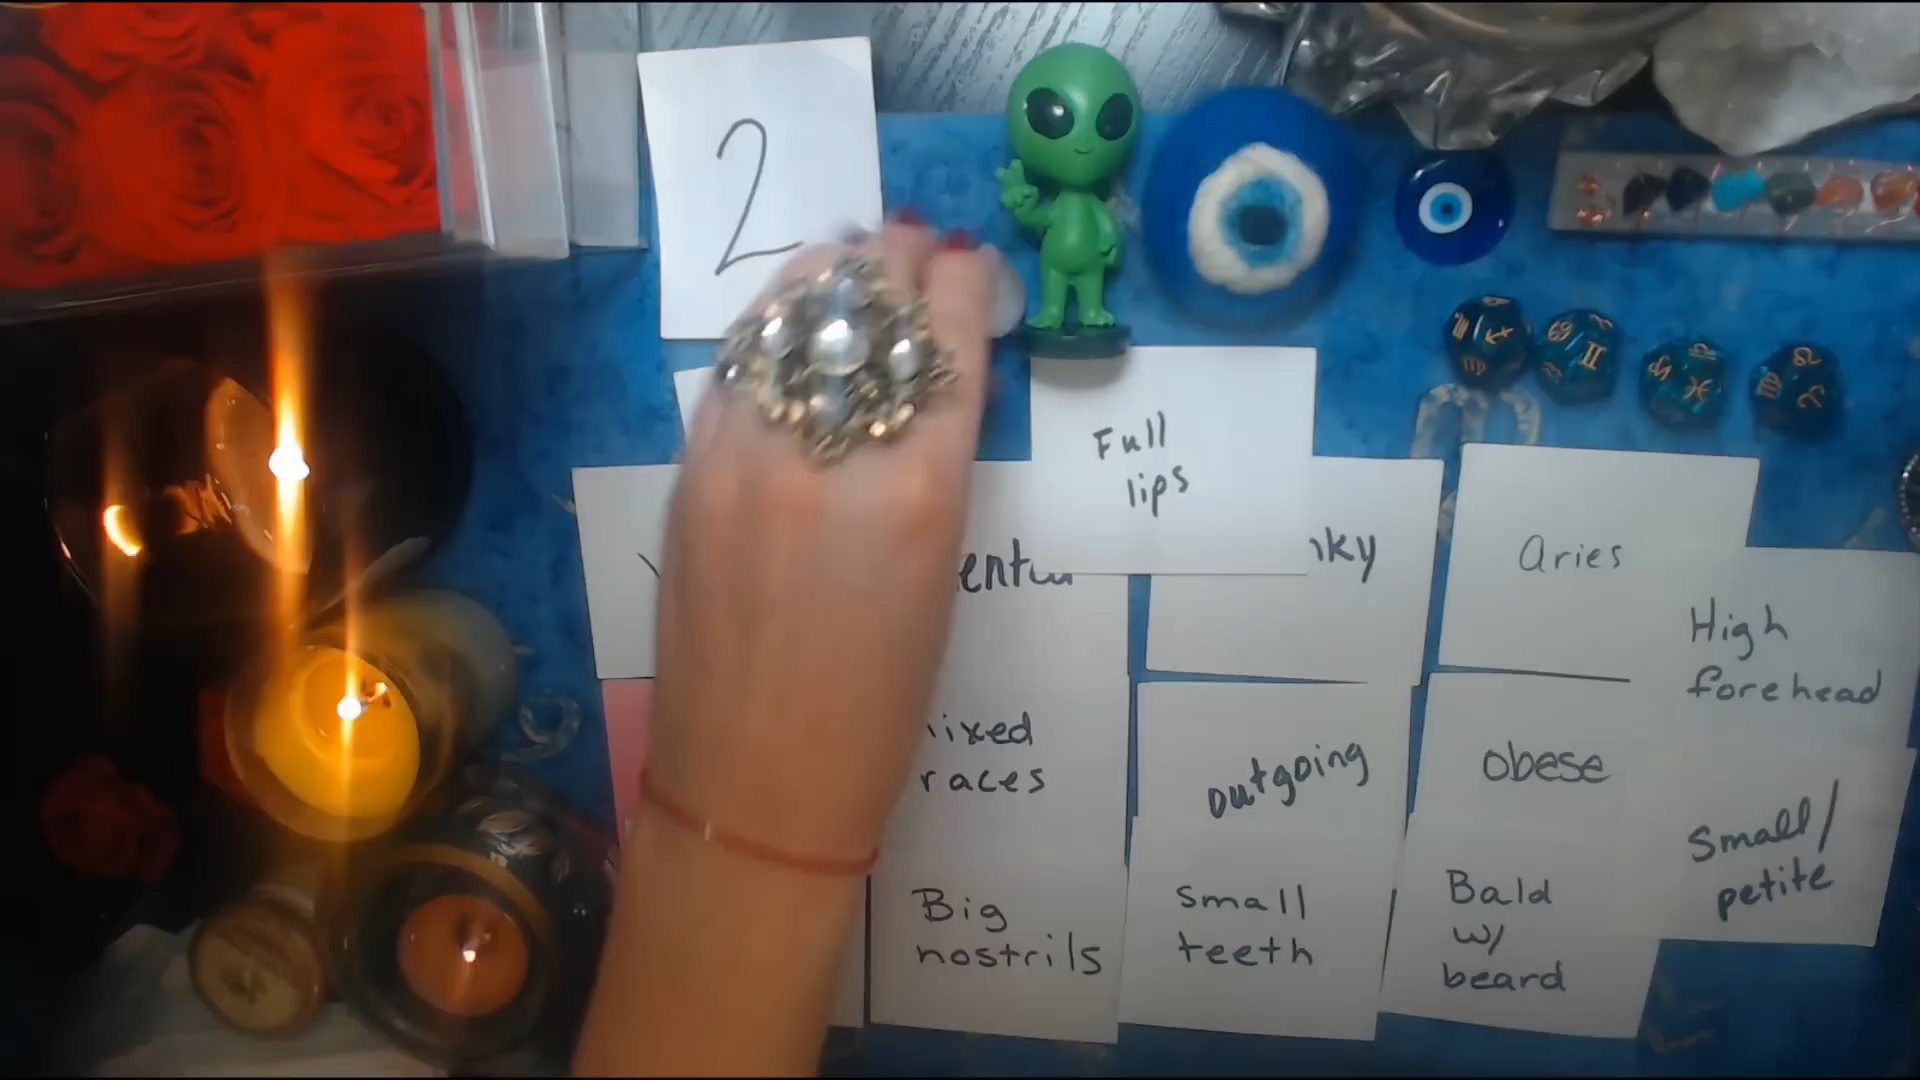 2
Full
lips
Aries
High
forehead
races
outgoing
obese
Small/
petite
Big
nostrils
small
teeth
Bald
w/
beard